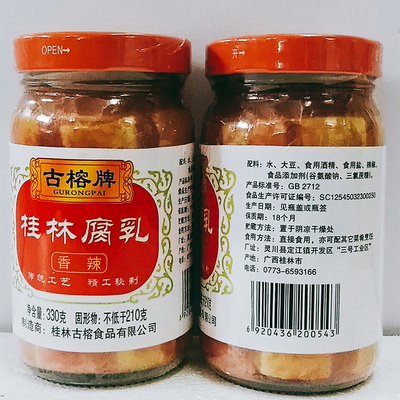 OPEN→
古榕牌
GURONGPAI
桂林腐乳
香辣
传统工艺 精工秘制
净含量:330克 固形物:不低于210克
制造商:桂林古榕食品有限公司
开→
腐乳
配料:水、大豆、食用酒精、食用盐、辣椒、
食品添加剂(谷氨酸钠、三氯蔗糖)。
产品标准号:GB 2712
食品生产许可证编号:SC12545032300250
生产日期:见瓶盖或瓶签
保质期:18个月
贮藏方法:置于阴凉干燥处
食用方法:直接食用,亦可配其它菜肴烹饪
地址:灵川县定江镇开发区“三号工业区”
产地:广西桂林市
电话:0773-6593166
6 920436 200543